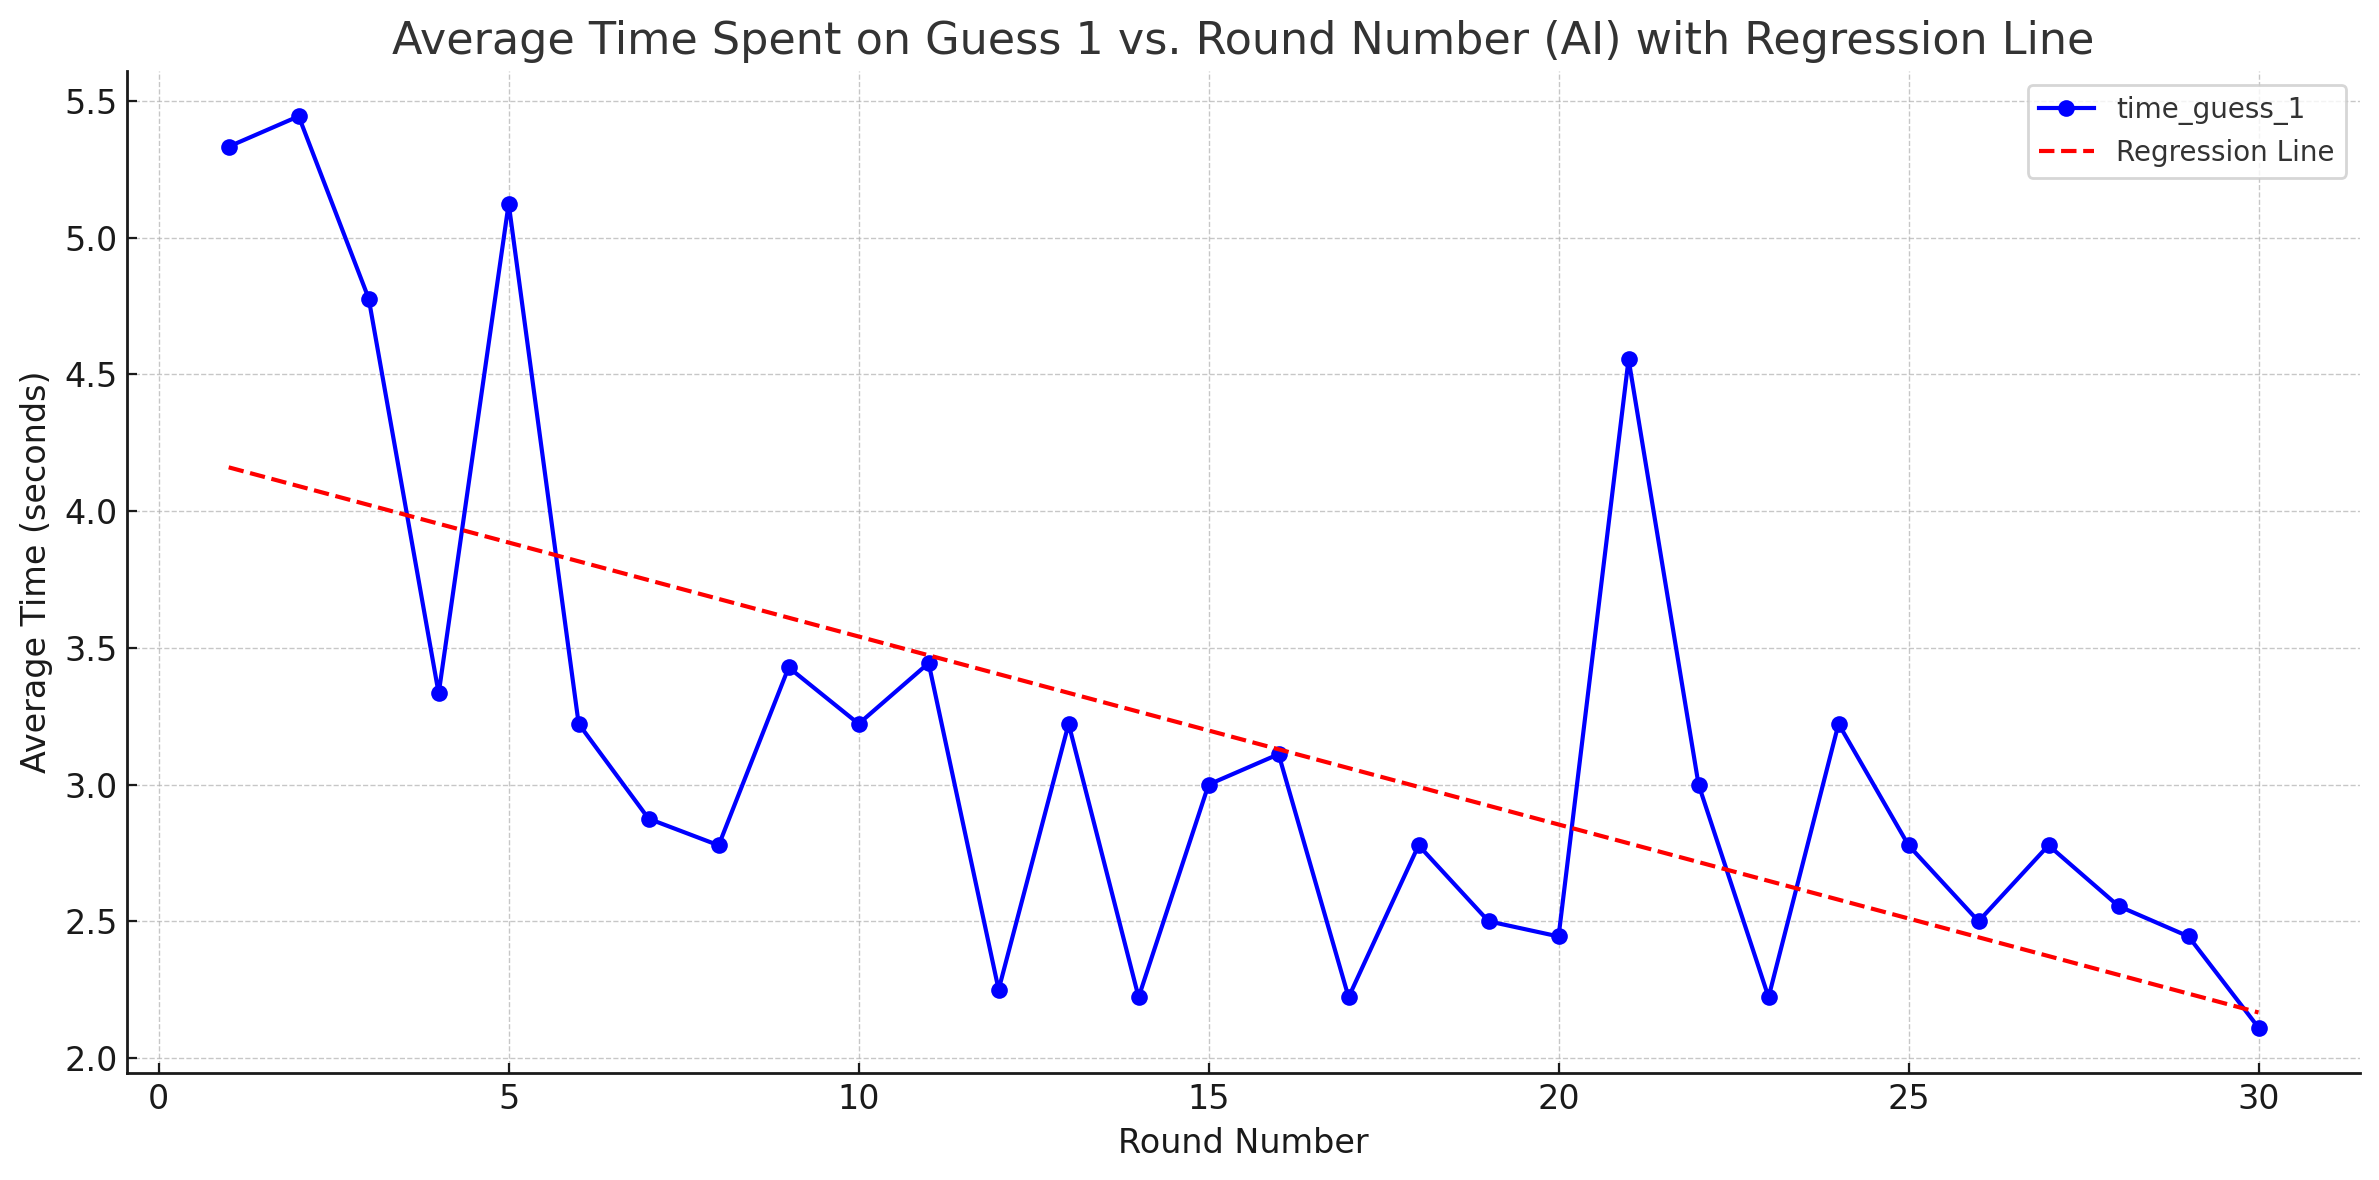 Average Time Spent on Guess 1 vs. Round Number (AI) with Regression Line
time_guess_1
Regression Line
Average Time (seconds)
5.5
5.0
4.5
4.0
3.5
3.0
2.5
2.0
0 5 10 15 20 25 30
Round Number